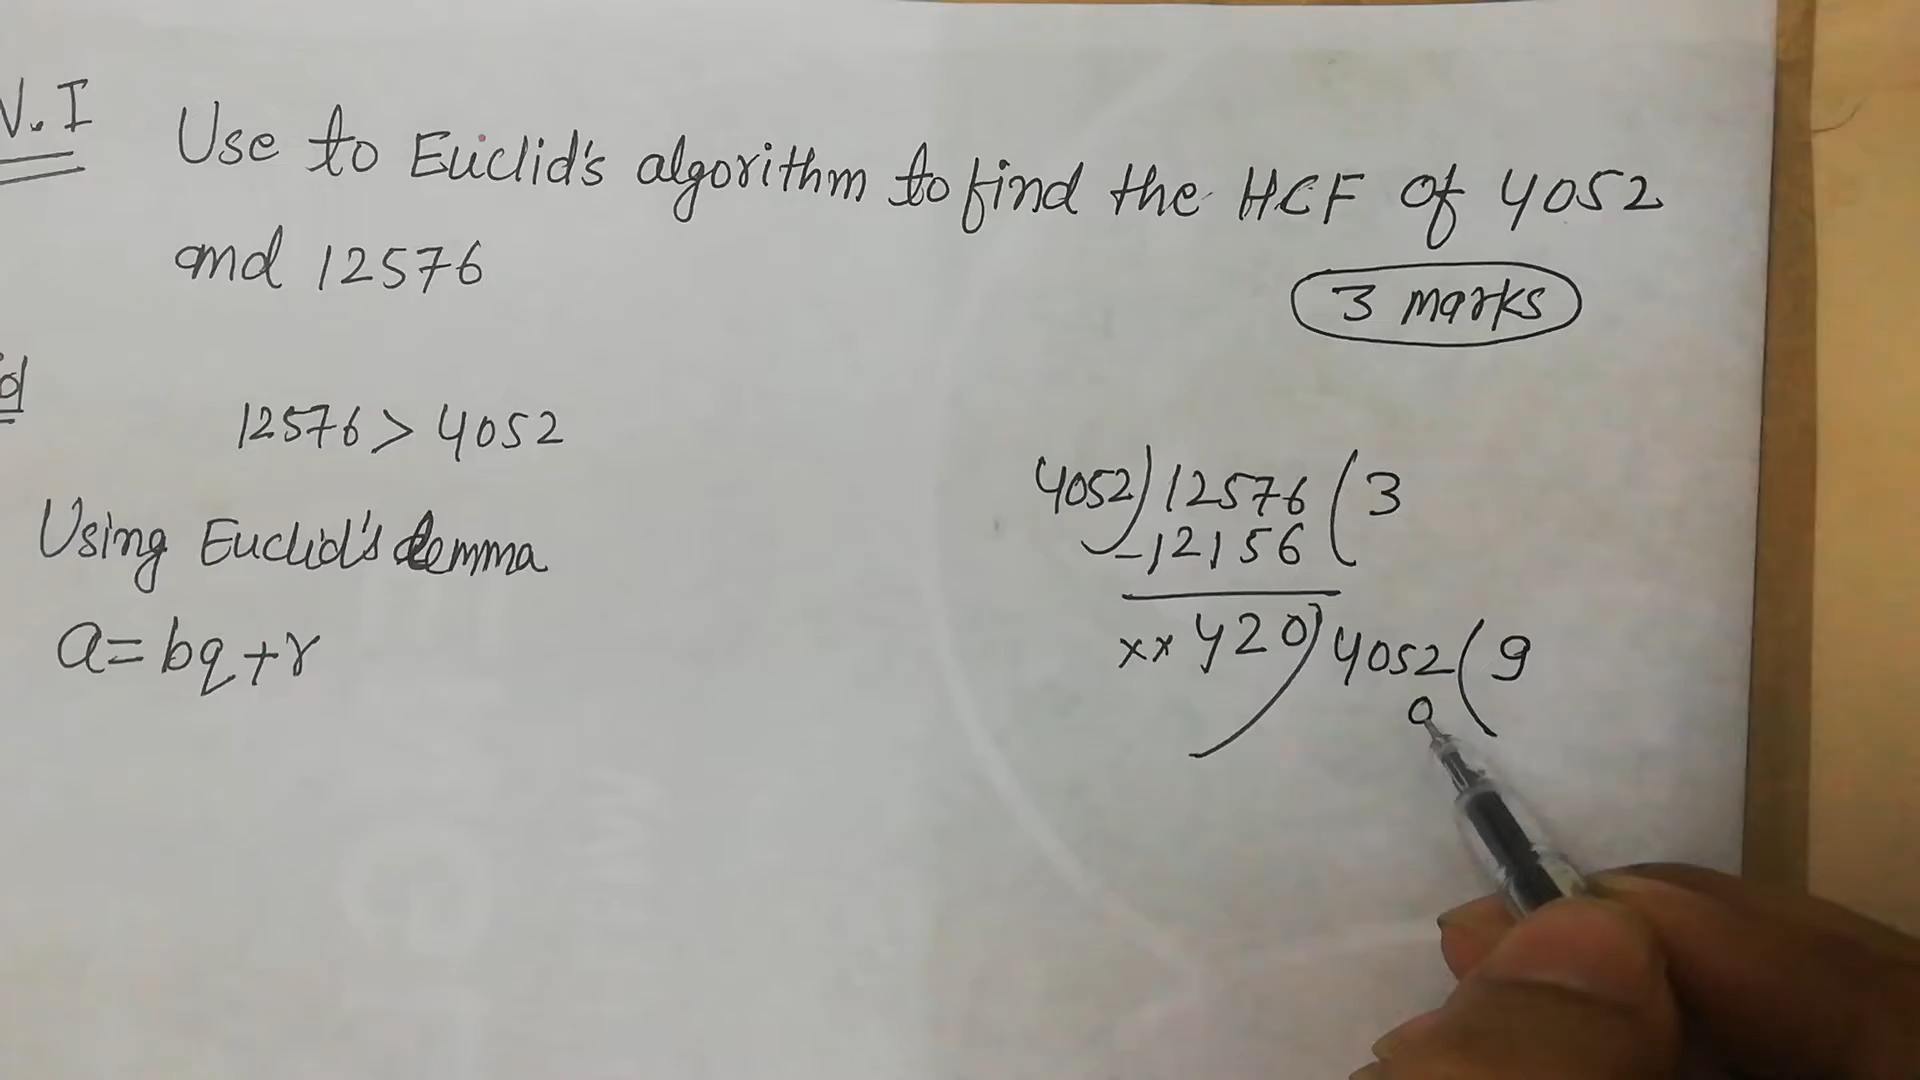 V.I
Use to Euclid's algorithm to find the HCF of 4052
and 12576
3 marks
12576 > 4052
Using Euclid's Lemma
a = bq + r
4052) 12576 (3
-12156
xx 420) 4052 (9
0